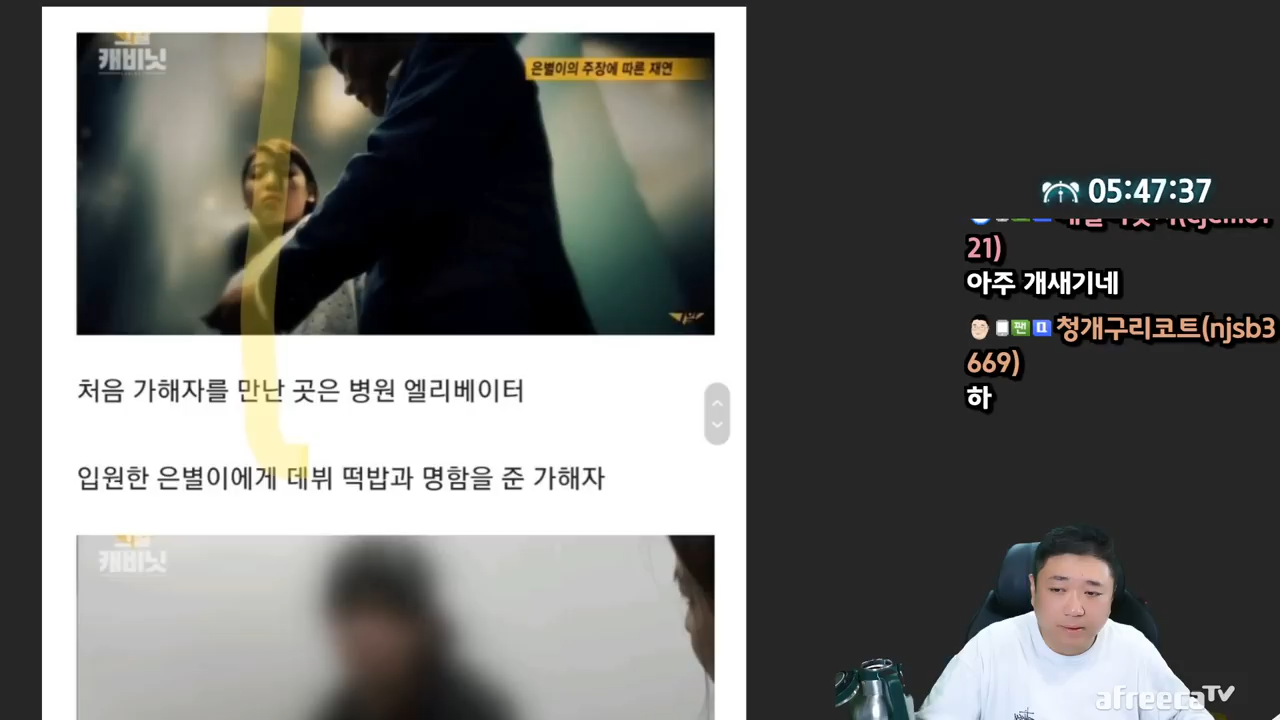 캐비닛
은별이의 주장에 따른 재연
처음 가해자를 만난 곳은 병원 엘리베이터
입원한 은별이에게 데뷔 떡밥과 명함을 준 가해자
캐비닛
05:47:37
21)
아주 개새기네
팬 청개구리코트(njsb3
669)
하
afreecaTV